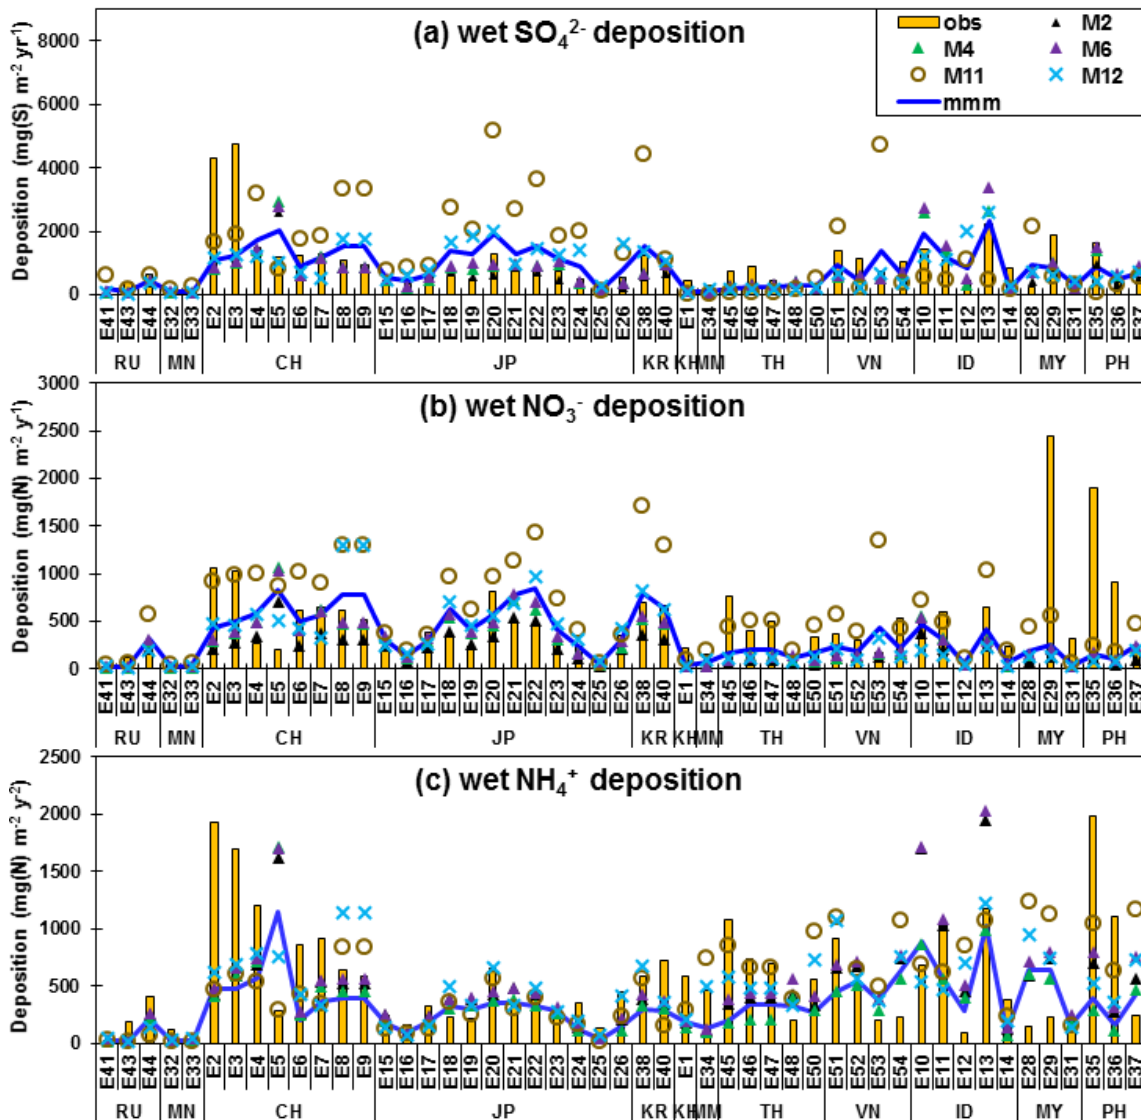 (a) wet SO₄²⁻ deposition
obs
M2
M4
M6
M11
M12
mmm
Deposition (mg(S) m⁻² yr⁻¹)
8000
6000
4000
2000
0
E41 E43 E44 E32 E33 E2 E3 E4 E5 E6 E7 E8 E9 E15 E16 E17 E18 E19 E20 E21 E22 E23 E24 E25 E26 E38 E40 E1 E34 E45 E46 E47 E48 E50 E51 E52 E53 E54 E10 E11 E12 E13 E14 E28 E29 E31 E35 E36 E37
RU MN CH JP KR KH MM TH VN ID MY PH
(b) wet NO₃⁻ deposition
Deposition (mg(N) m⁻² yr⁻¹)
3000
2500
2000
1500
1000
500
0
E41 E43 E44 E32 E33 E2 E3 E4 E5 E6 E7 E8 E9 E15 E16 E17 E18 E19 E20 E21 E22 E23 E24 E25 E26 E38 E40 E1 E34 E45 E46 E47 E48 E50 E51 E52 E53 E54 E10 E11 E12 E13 E14 E28 E29 E31 E35 E36 E37
RU MN CH JP KR KH MM TH VN ID MY PH
(c) wet NH₄⁺ deposition
Deposition (mg(N) m⁻² y⁻²)
2500
2000
1500
1000
500
0
E41 E43 E44 E32 E33 E2 E3 E4 E5 E6 E7 E8 E9 E15 E16 E17 E18 E19 E20 E21 E22 E23 E24 E25 E26 E38 E40 E1 E34 E45 E46 E47 E48 E50 E51 E52 E53 E54 E10 E11 E12 E13 E14 E28 E29 E31 E35 E36 E37
RU MN CH JP KR KH MM TH VN ID MY PH